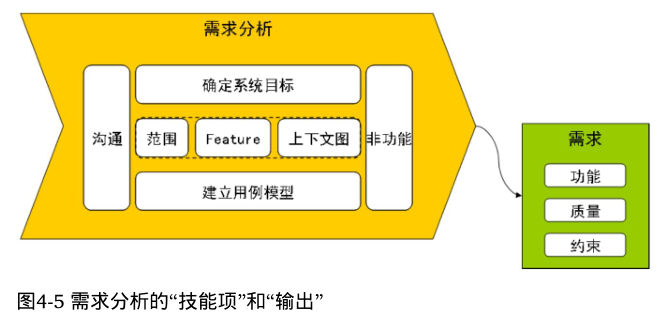 需求分析
确定系统目标
沟通
范围
Feature
上下文图
非功能
建立用例模型
需求
功能
质量
约束
图4-5 需求分析的“技能项”和“输出”